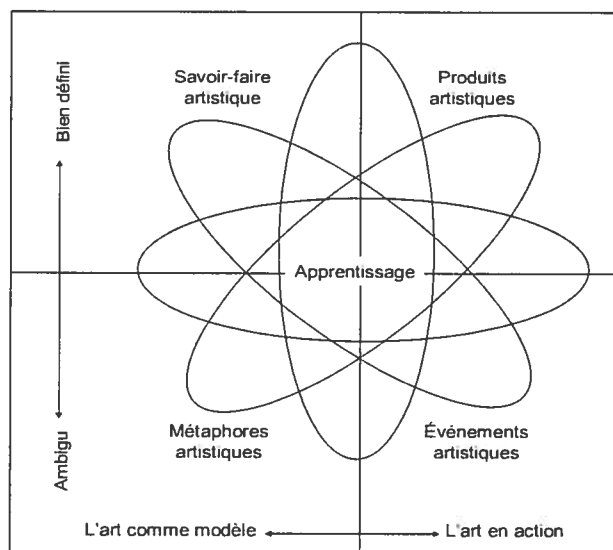 Savoir-faire
artistique
Produits
artistiques
Bien défini
Apprentissage
Ambigu
Métaphores
artistiques
Événements
artistiques
L'art comme modèle
L'art en action